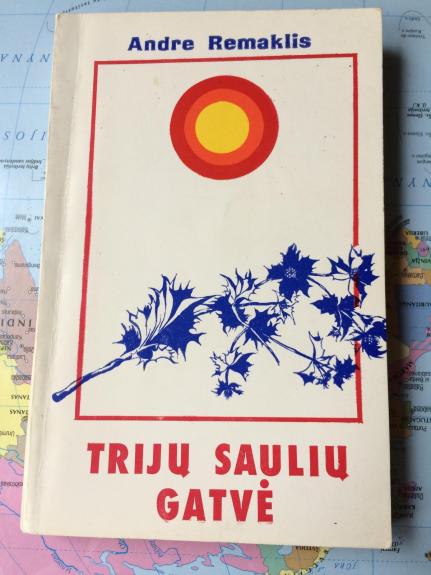 Andre Remaklis
TRIJŲ SAULIŲ
GATVĖ